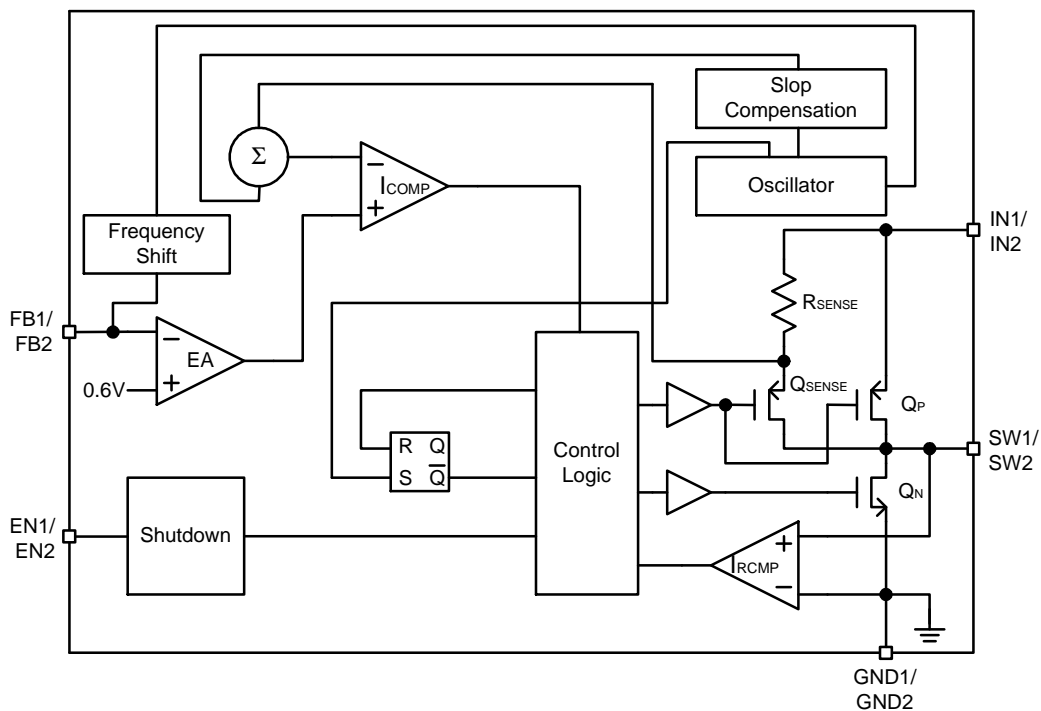 Slop
Compensation
Σ
−
ICOMP
+
Oscillator
Frequency
Shift
IN1/
IN2
RSENSE
FB1/
FB2
−
EA
+
0.6V
QSENSE
QP
R Q
S Q̅
Control
Logic
SW1/
SW2
QN
EN1/
EN2
Shutdown
+
IRCMP
−
GND1/
GND2